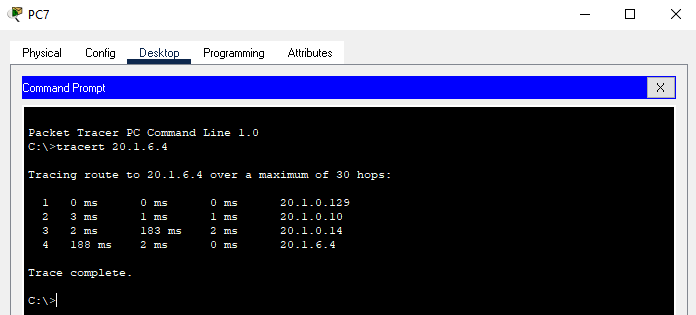 PC7
Physical Config Desktop Programming Attributes
Command Prompt
X
Packet Tracer PC Command Line 1.0
C:\>tracert 20.1.6.4
Tracing route to 20.1.6.4 over a maximum of 30 hops:
1 0 ms 0 ms 0 ms 20.1.0.129
2 3 ms 1 ms 1 ms 20.1.0.10
3 2 ms 183 ms 2 ms 20.1.0.14
4 188 ms 2 ms 0 ms 20.1.6.4
Trace complete.
C:\>